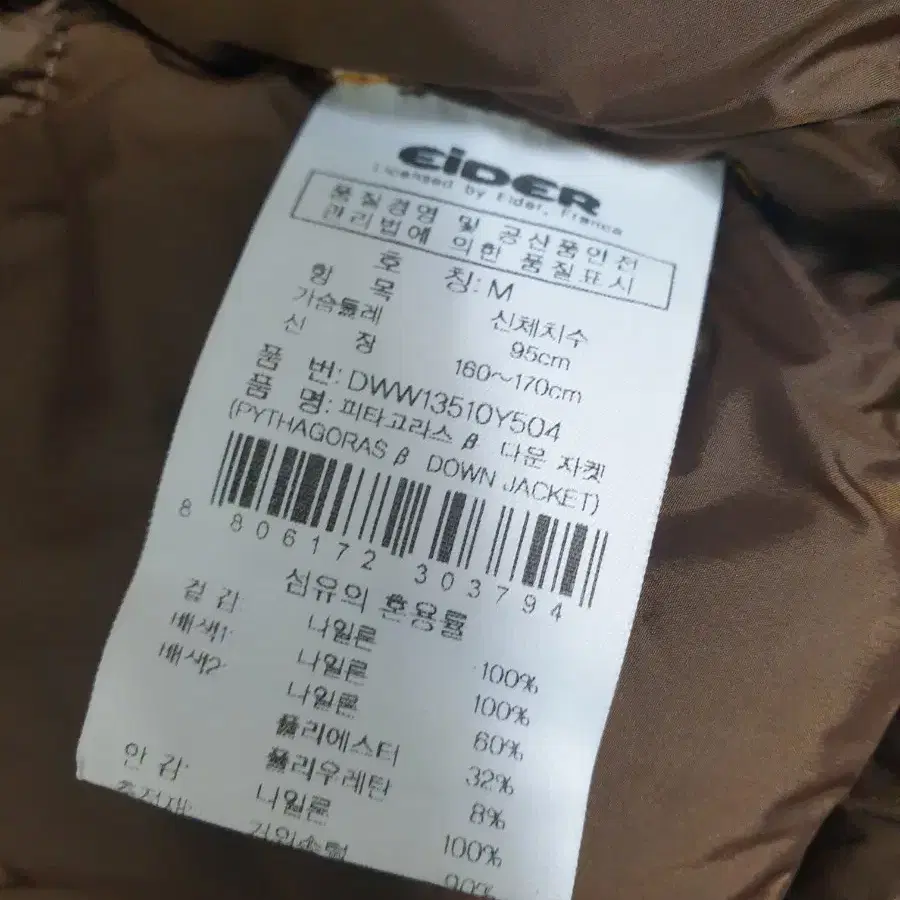 EiDER
Licensed by Eider, France
품질경영 및 공산품안전
관리법에 의한 품질표시
호 칭: M
항 목 신체치수
가슴둘레 95cm
신 장 160~170cm
품 번: DWW13510Y504
품 명: 피타고라스 β 다운 자켓
(PYTHAGORAS β DOWN JACKET)
8 806172 303794
섬유의 혼용률
겉 감: 나일론 100%
배색1: 나일론 100%
배색2: 나일론 60%
폴리에스터 32%
폴리우레탄 8%
안 감: 나일론 100%
충전재: 거위솜털